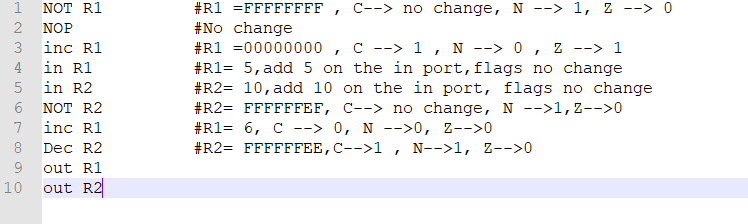 1 NOT R1 #R1 =FFFFFFFF , C--> no change, N --> 1, Z --> 0
2 NOP #No change
3 inc R1 #R1 =00000000 , C --> 1 , N --> 0 , Z --> 1
4 in R1 #R1= 5,add 5 on the in port,flags no change
5 in R2 #R2= 10,add 10 on the in port, flags no change
6 NOT R2 #R2= FFFFFFEF, C--> no change, N -->1,Z-->0
7 inc R1 #R1= 6, C --> 0, N -->0, Z-->0
8 Dec R2 #R2= FFFFFFEE,C-->1 , N-->1, Z-->0
9 out R1
10 out R2